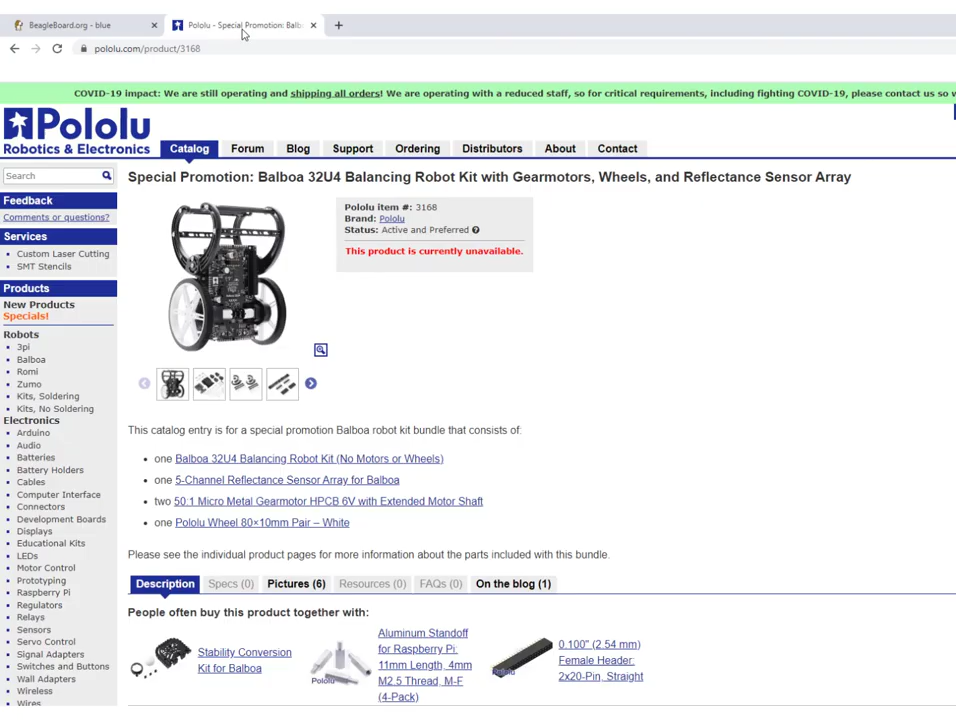 BeagleBoard.org - blue
Pololu - Special Promotion: Balb
pololu.com/product/3168
COVID-19 impact: We are still operating and shipping all orders! We are operating with a reduced staff, so for critical requirements, including fighting COVID-19, please contact us so w
Pololu
Robotics & Electronics
Catalog Forum Blog Support Ordering Distributors About Contact
Search
Feedback
Comments or questions?
Services
Custom Laser Cutting
SMT Stencils
Products
New Products
Specials!
Robots
3pi
Balboa
Romi
Zumo
Kits, Soldering
Kits, No Soldering
Electronics
Arduino
Audio
Batteries
Battery Holders
Cables
Computer Interface
Connectors
Development Boards
Displays
Educational Kits
LEDs
Motor Control
Prototyping
Raspberry Pi
Regulators
Relays
Sensors
Servo Control
Signal Adapters
Switches and Buttons
Wall Adapters
Wireless
Wires
Special Promotion: Balboa 32U4 Balancing Robot Kit with Gearmotors, Wheels, and Reflectance Sensor Array
Pololu item #: 3168
Brand: Pololu
Status: Active and Preferred
This product is currently unavailable.
This catalog entry is for a special promotion Balboa robot kit bundle that consists of:
one Balboa 32U4 Balancing Robot Kit (No Motors or Wheels)
one 5-Channel Reflectance Sensor Array for Balboa
two 50:1 Micro Metal Gearmotor HPCB 6V with Extended Motor Shaft
one Pololu Wheel 80×10mm Pair – White
Please see the individual product pages for more information about the parts included with this bundle.
Description Specs (0) Pictures (6) Resources (0) FAQs (0) On the blog (1)
People often buy this product together with:
Stability Conversion
Kit for Balboa
Pololu
Aluminum Standoff
for Raspberry Pi:
11mm Length, 4mm
M2.5 Thread, M-F
(4-Pack)
Pololu
0.100" (2.54 mm)
Female Header:
2x20-Pin, Straight